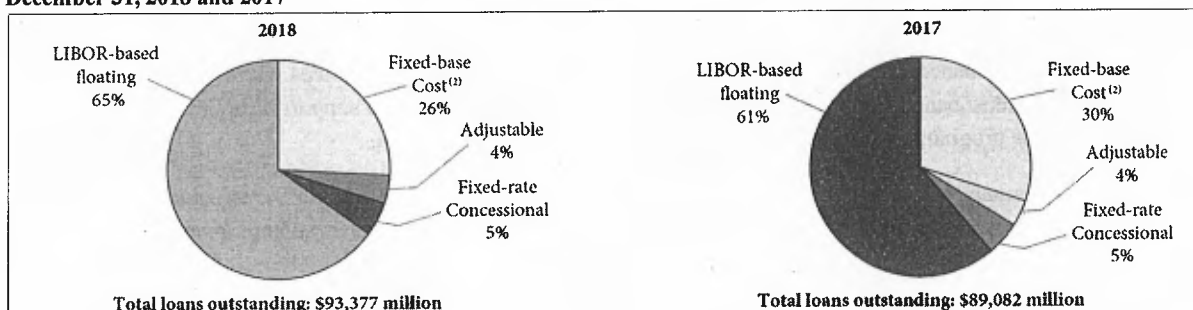 December 31, 2018 and 2017
2018
LIBOR-based
floating
65%
Fixed-base
Cost(2)
26%
Adjustable
4%
Fixed-rate
Concessional
5%
Total loans outstanding: $93,377 million
2017
LIBOR-based
floating
61%
Fixed-base
Cost(2)
30%
Adjustable
4%
Fixed-rate
Concessional
5%
Total loans outstanding: $89,082 million